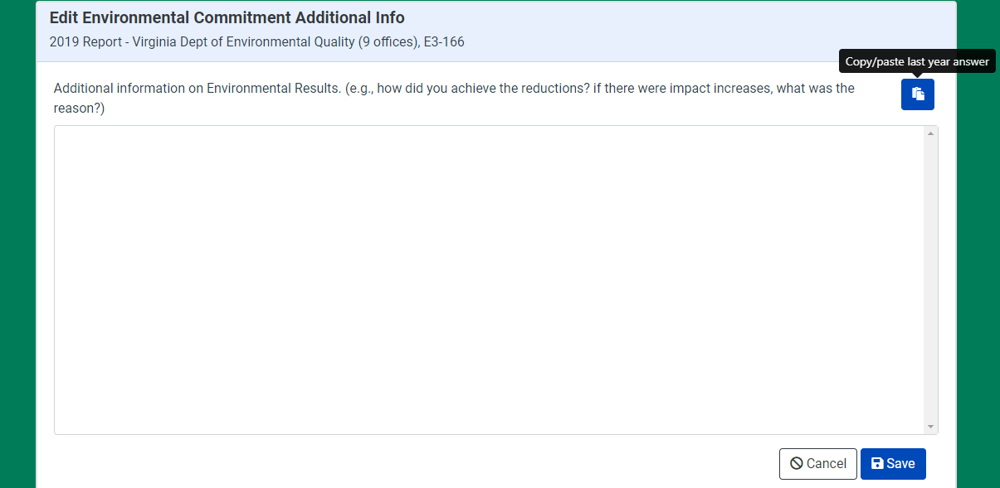 Edit Environmental Commitment Additional Info
2019 Report - Virginia Dept of Environmental Quality (9 offices), E3-166
Copy/paste last year answer
Additional information on Environmental Results. (e.g., how did you achieve the reductions? if there were impact increases, what was the
reason?)
Cancel
Save